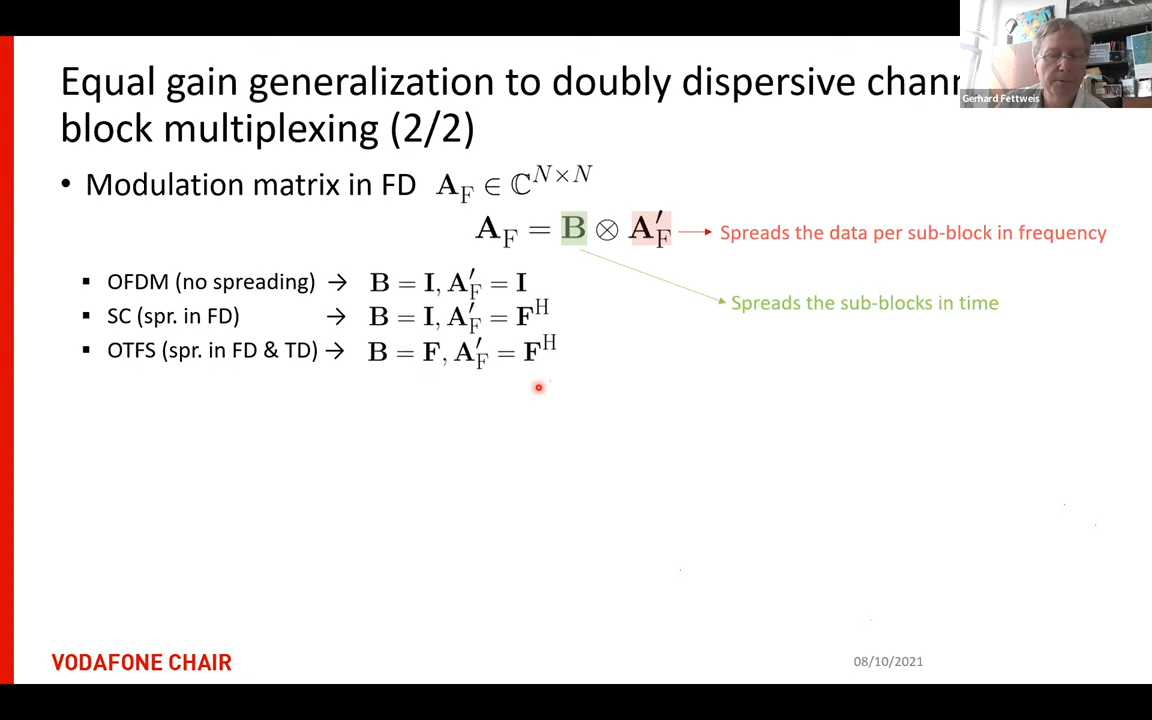 Equal gain generalization to doubly dispersive chann
block multiplexing (2/2)
• Modulation matrix in FD A_F ∈ ℂ^{N×N}
A_F = B ⊗ A′_F → Spreads the data per sub-block in frequency
▪ OFDM (no spreading) → B = I, A′_F = I
Spreads the sub-blocks in time
▪ SC (spr. in FD) → B = I, A′_F = F^H
▪ OTFS (spr. in FD & TD) → B = F, A′_F = F^H
VODAFONE CHAIR
08/10/2021
Gerhard Fettweis